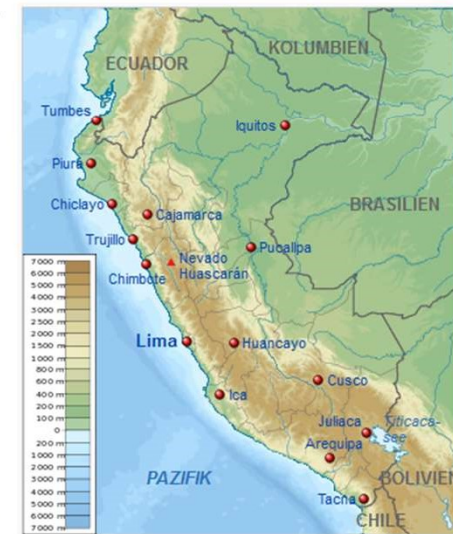 KOLUMBIEN
ECUADOR
Tumbes
Iquitos
Piura
Chiclayo
Cajamarca
BRASILIEN
Trujillo
Pucallpa
Nevado
Huascarán
Chimbote
Lima
Huancayo
Cusco
Ica
Juliaca
Titicaca-
see
Arequipa
PAZIFIK
BOLIVIEN
Tacna
CHILE
7000 m
6000 m
5000 m
4000 m
3000 m
2500 m
2000 m
1500 m
1000 m
800 m
600 m
400 m
200 m
100 m
0
200 m
1000 m
2000 m
3000 m
4000 m
5000 m
6000 m
7000 m